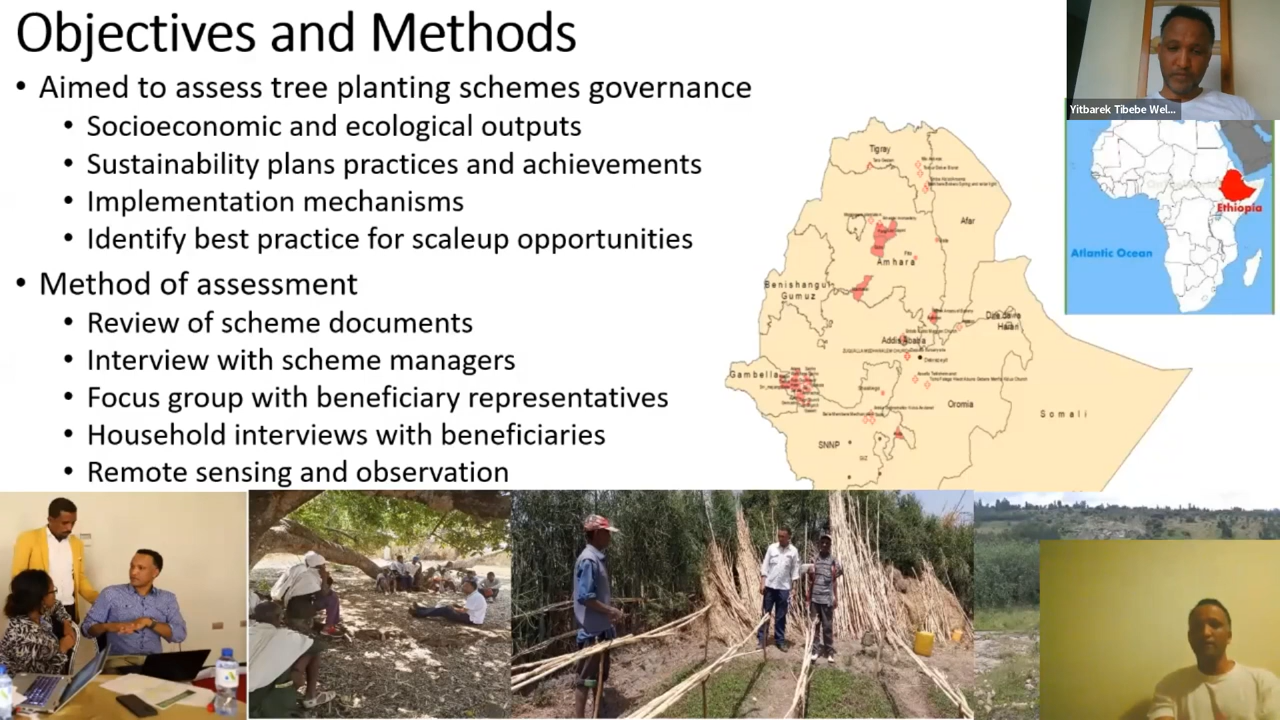 Objectives and Methods
• Aimed to assess tree planting schemes governance
• Socioeconomic and ecological outputs
• Sustainability plans practices and achievements
• Implementation mechanisms
• Identify best practice for scaleup opportunities
• Method of assessment
• Review of scheme documents
• Interview with scheme managers
• Focus group with beneficiary representatives
• Household interviews with beneficiaries
• Remote sensing and observation
Yitbarek Tibebe Wel...
Ethiopia
Atlantic Ocean
Tigray
Afar
Amhara
Benishangul
Gumuz
Dire dawa
Addis Ababa
Gambella
Oromia
Somali
SNNP